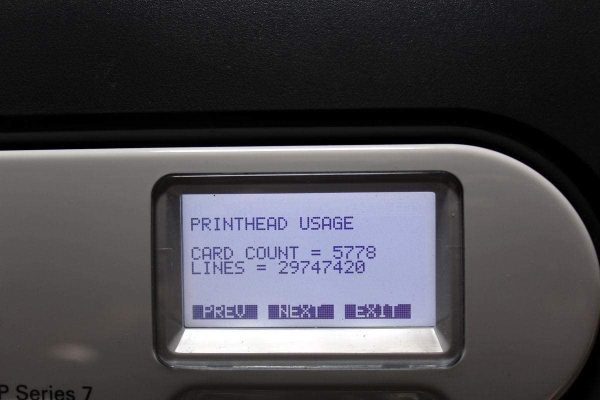 PRINTHEAD USAGE
CARD COUNT = 5778
LINES = 29747420
PREV NEXT EXIT
P Series 7